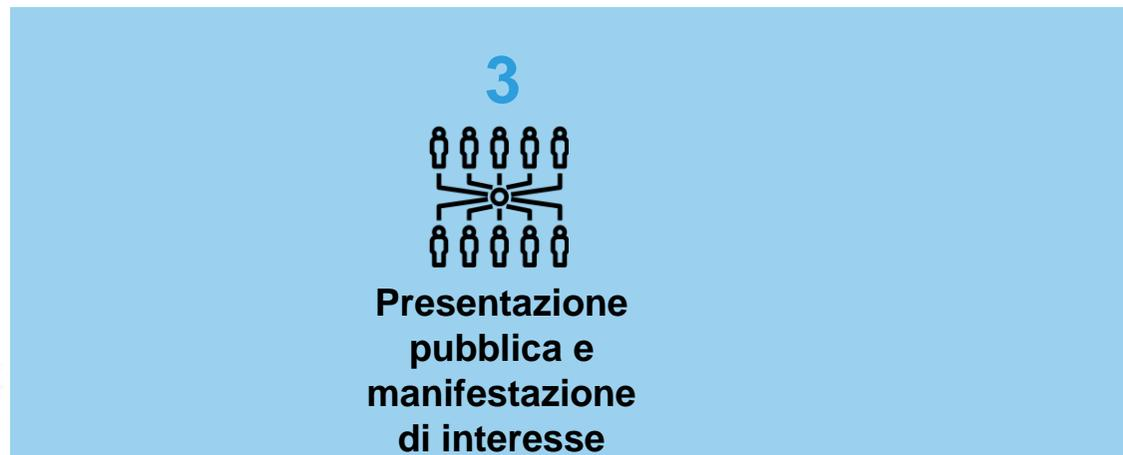 3
Presentazione
pubblica e
manifestazione
di interesse